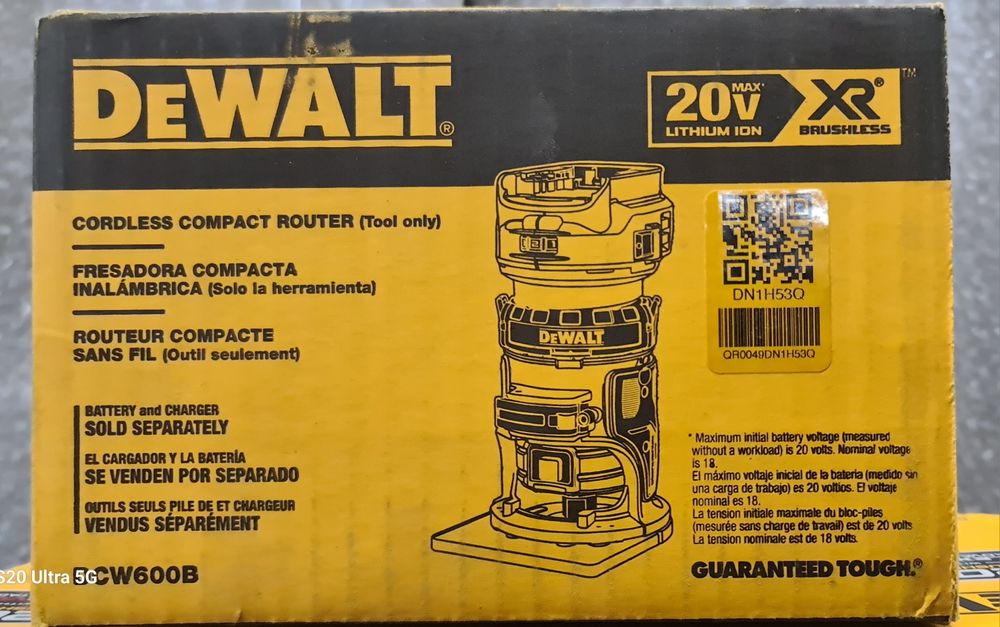 DEWALT®
20V MAX*
LITHIUM ION
XR®
BRUSHLESS
TM
CORDLESS COMPACT ROUTER (Tool only)
FRESADORA COMPACTA
INALÁMBRICA (Solo la herramienta)
ROUTEUR COMPACTE
SANS FIL (Outil seulement)
BATTERY and CHARGER
SOLD SEPARATELY
EL CARGADOR Y LA BATERÍA
SE VENDEN POR SEPARADO
OUTILS SEULS PILE DE ET CHARGEUR
VENDUS SÉPARÉMENT
DCW600B
S20 Ultra 5G
DEWALT
DN1H53Q
QR0049DN1H53Q
* Maximum initial battery voltage (measured
without a workload) is 20 volts. Nominal voltage
is 18.
El máximo voltaje inicial de la batería (medido sin
una carga de trabajo) es 20 voltios. El voltaje
nominal es 18.
La tension initiale maximale du bloc-piles
(mesurée sans charge de travail) est de 20 volts
La tension nominale est de 18 volts.
GUARANTEED TOUGH.®